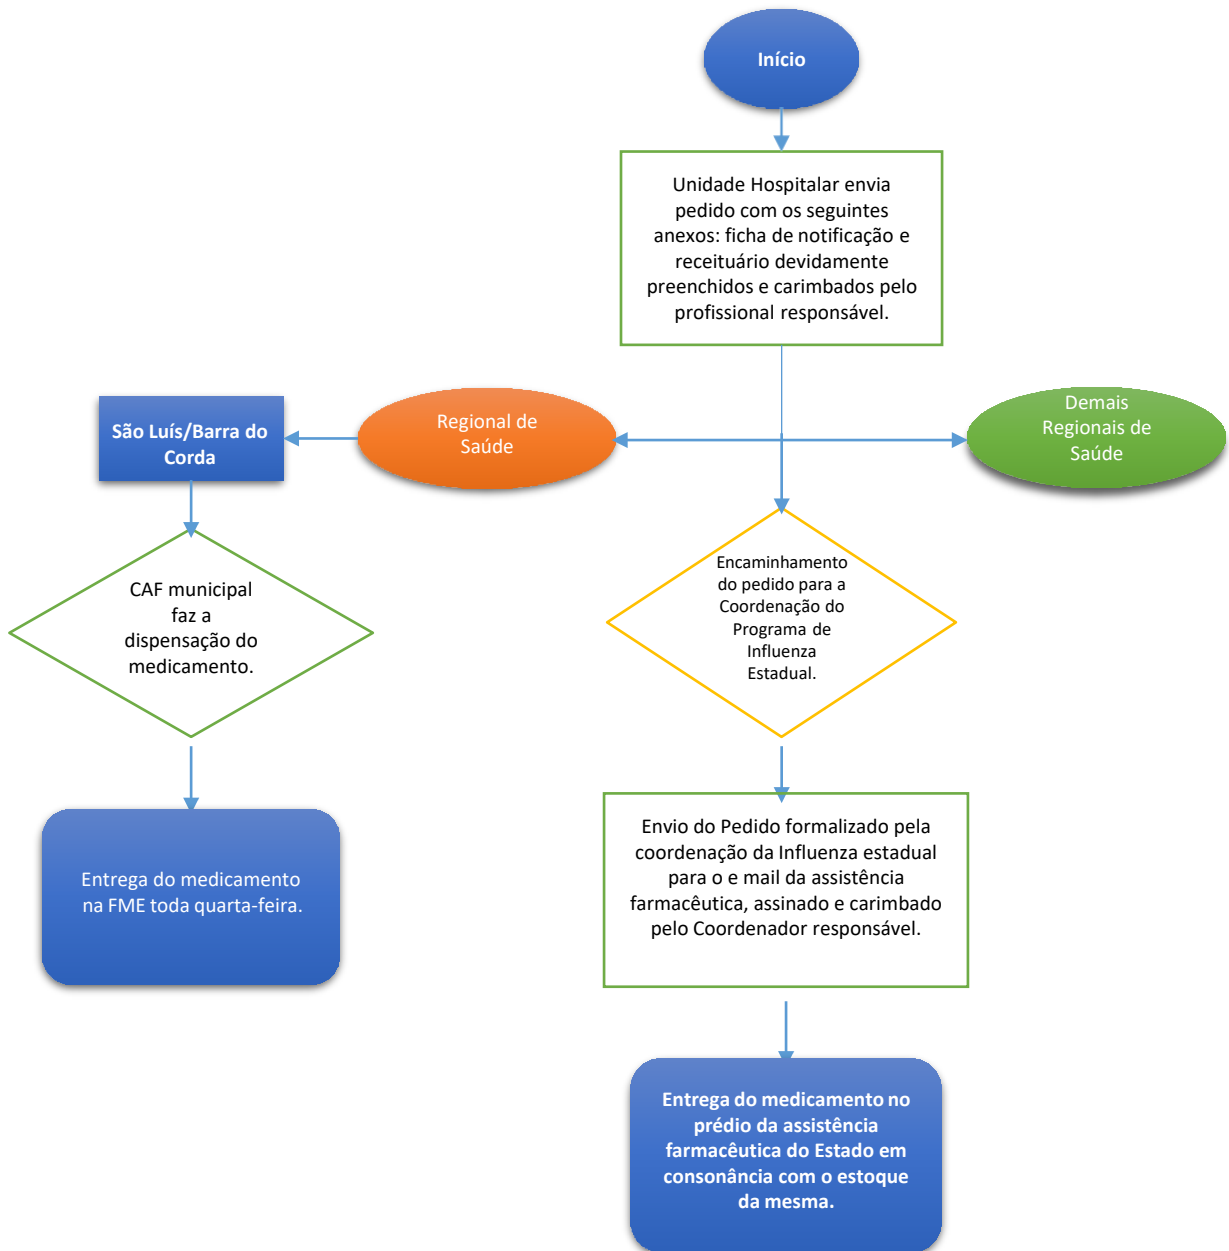 Início
Unidade Hospitalar envia
pedido com os seguintes
anexos: ficha de notificação e
receituário devidamente
preenchidos e carimbados pelo
profissional responsável.
São Luís/Barra do
Corda
Regional de
Saúde
Demais
Regionais de
Saúde
CAF municipal
faz a
dispensação do
medicamento.
Encaminhamento
do pedido para a
Coordenação do
Programa de
Influenza
Estadual.
Entrega do medicamento
na FME toda quarta-feira.
Envio do Pedido formalizado pela
coordenação da Influenza estadual
para o e mail da assistência
farmacêutica, assinado e carimbado
pelo Coordenador responsável.
Entrega do medicamento no
prédio da assistência
farmacêutica do Estado em
consonância com o estoque
da mesma.